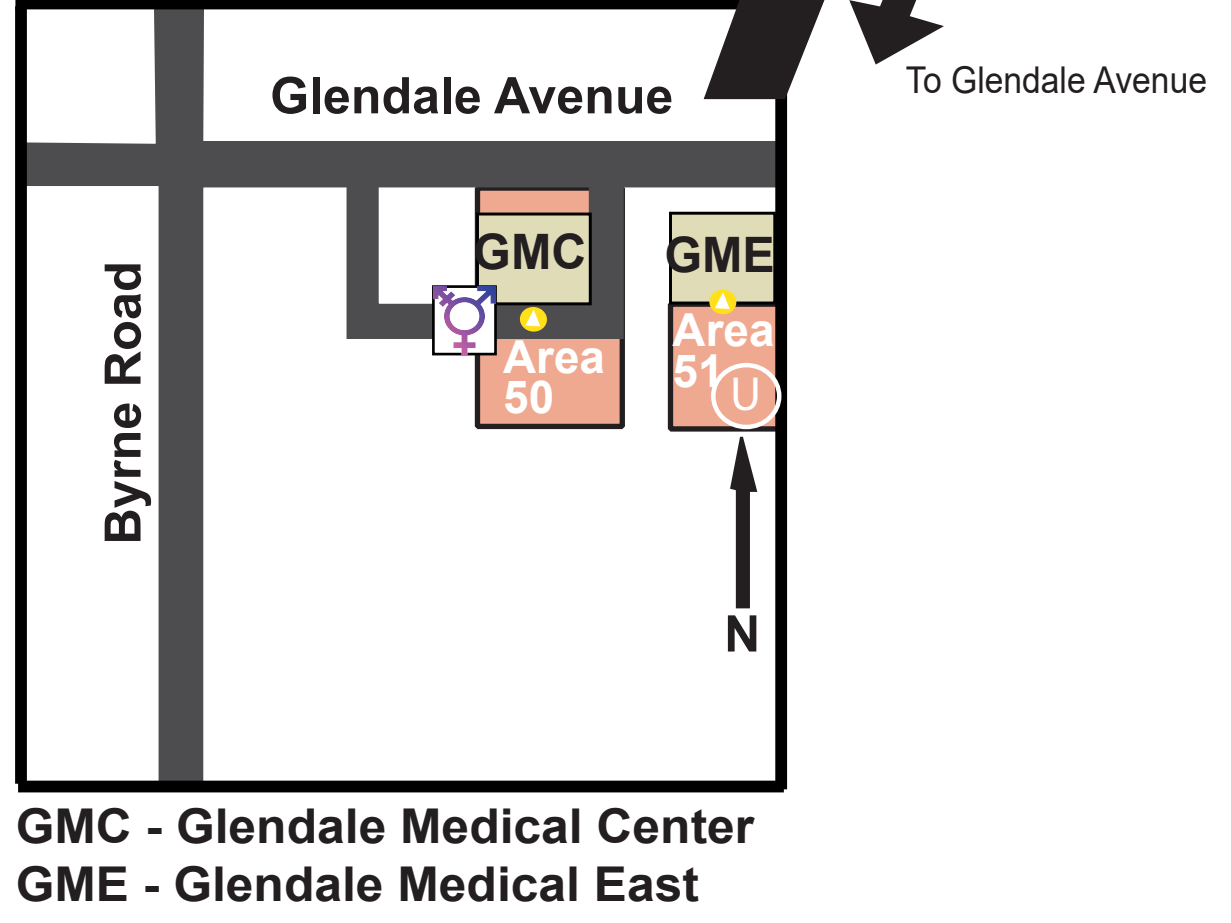 To Glendale Avenue
Glendale Avenue
Byrne Road
GMC
GME
Area
50
Area
51
U
N
GMC - Glendale Medical Center
GME - Glendale Medical East